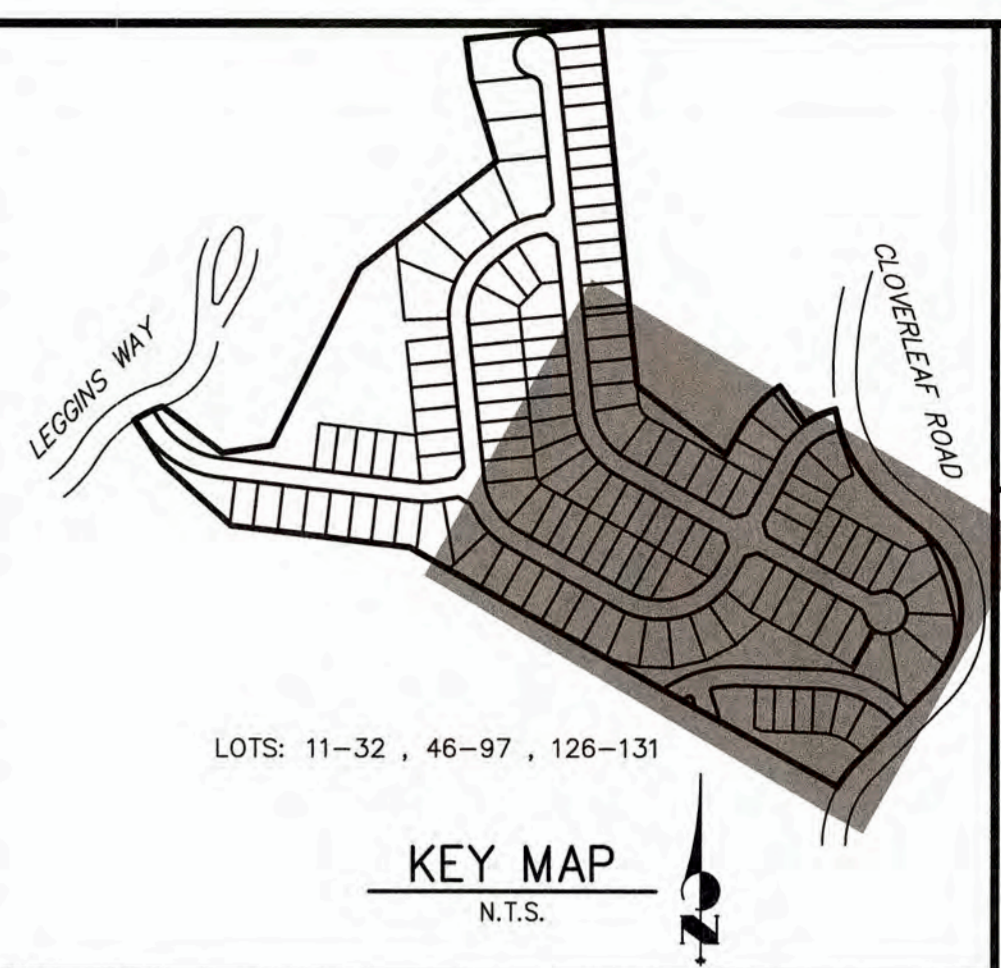 LEGGINS WAY
CLOVERLEAF ROAD
LOTS: 11-32 , 46-97 , 126-131
KEY MAP
N.T.S.
N